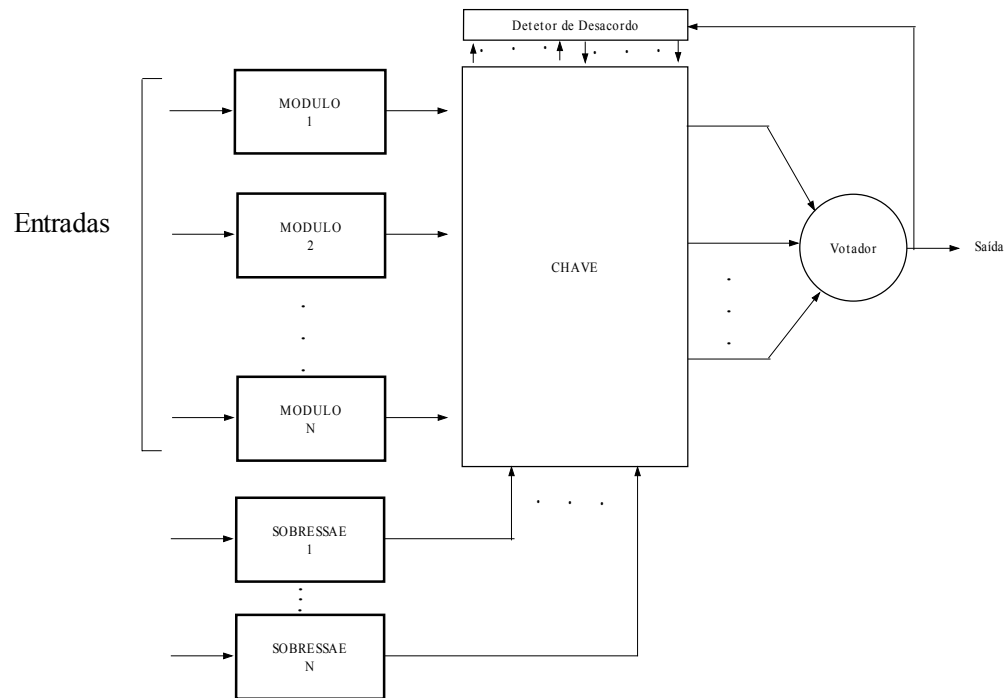 Detetor de Desacordo
MODULO
1
Entradas
MODULO
2
CHAVE
Votador
Saída
MODULO
N
SOBRESSAE
1
SOBRESSAE
N